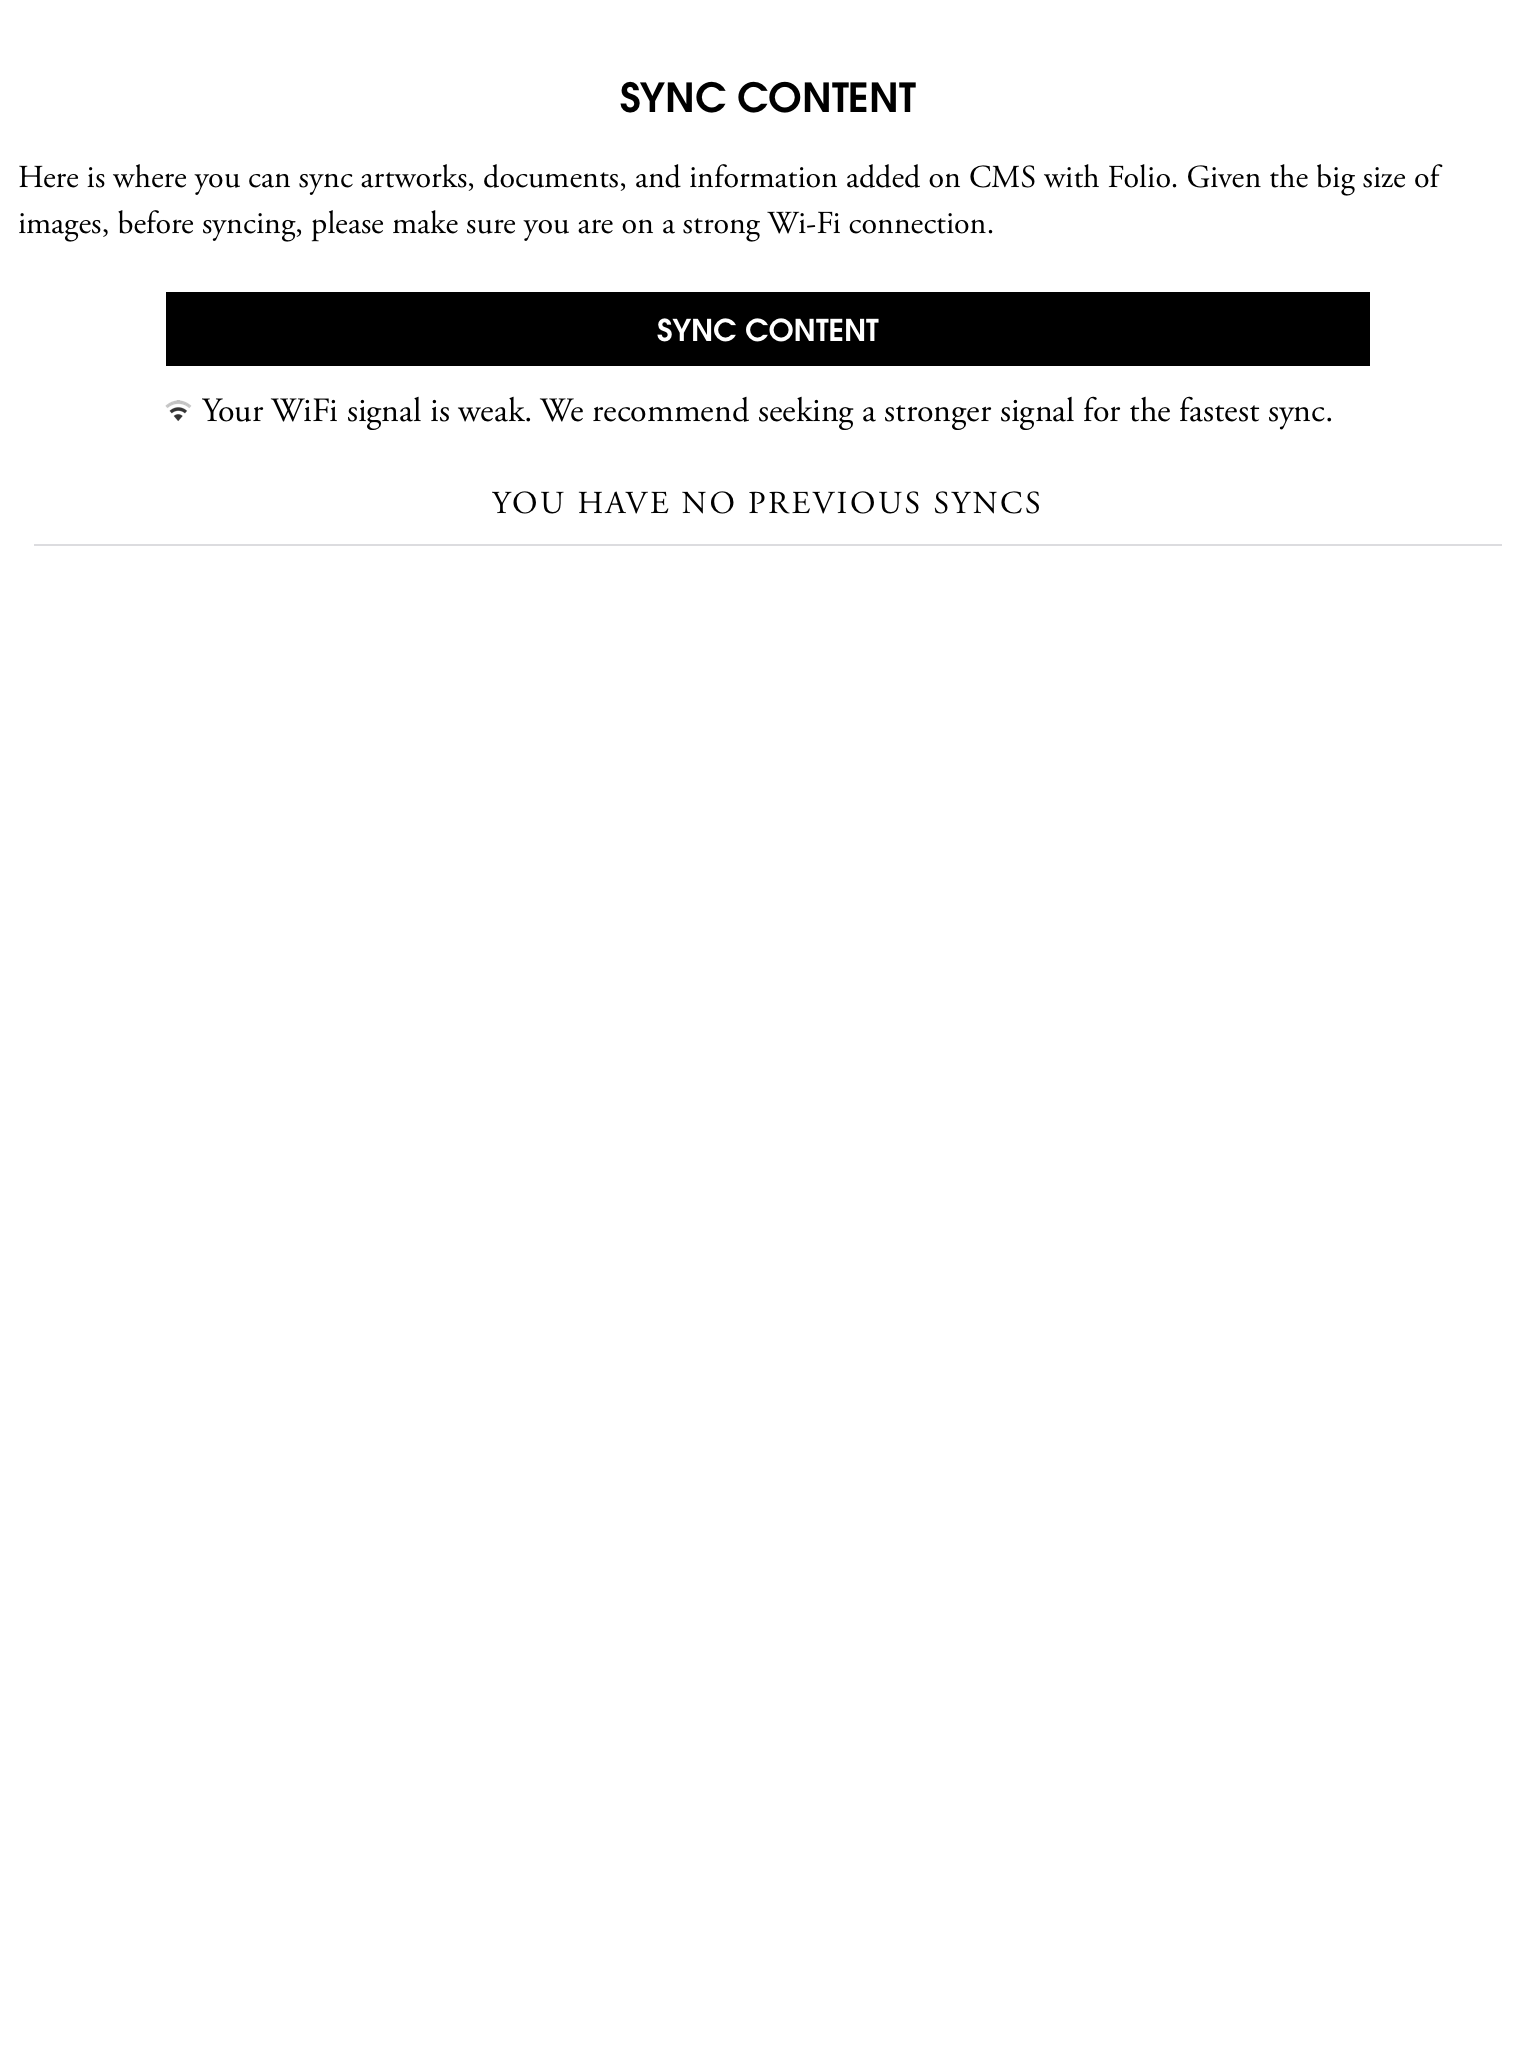 SYNC CONTENT
Here is where you can sync artworks, documents, and information added on CMS with Folio. Given the big size of
images, before syncing, please make sure you are on a strong Wi-Fi connection.
SYNC CONTENT
Your WiFi signal is weak. We recommend seeking a stronger signal for the fastest sync.
YOU HAVE NO PREVIOUS SYNCS